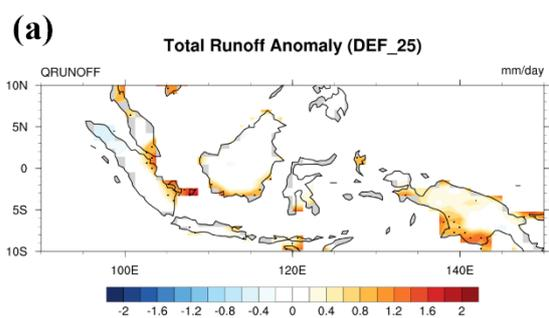 (a)
Total Runoff Anomaly (DEF_25)
QRUNOFF mm/day
10N
5N
0
5S
10S
100E 120E 140E
-2 -1.6 -1.2 -0.8 -0.4 0 0.4 0.8 1.2 1.6 2